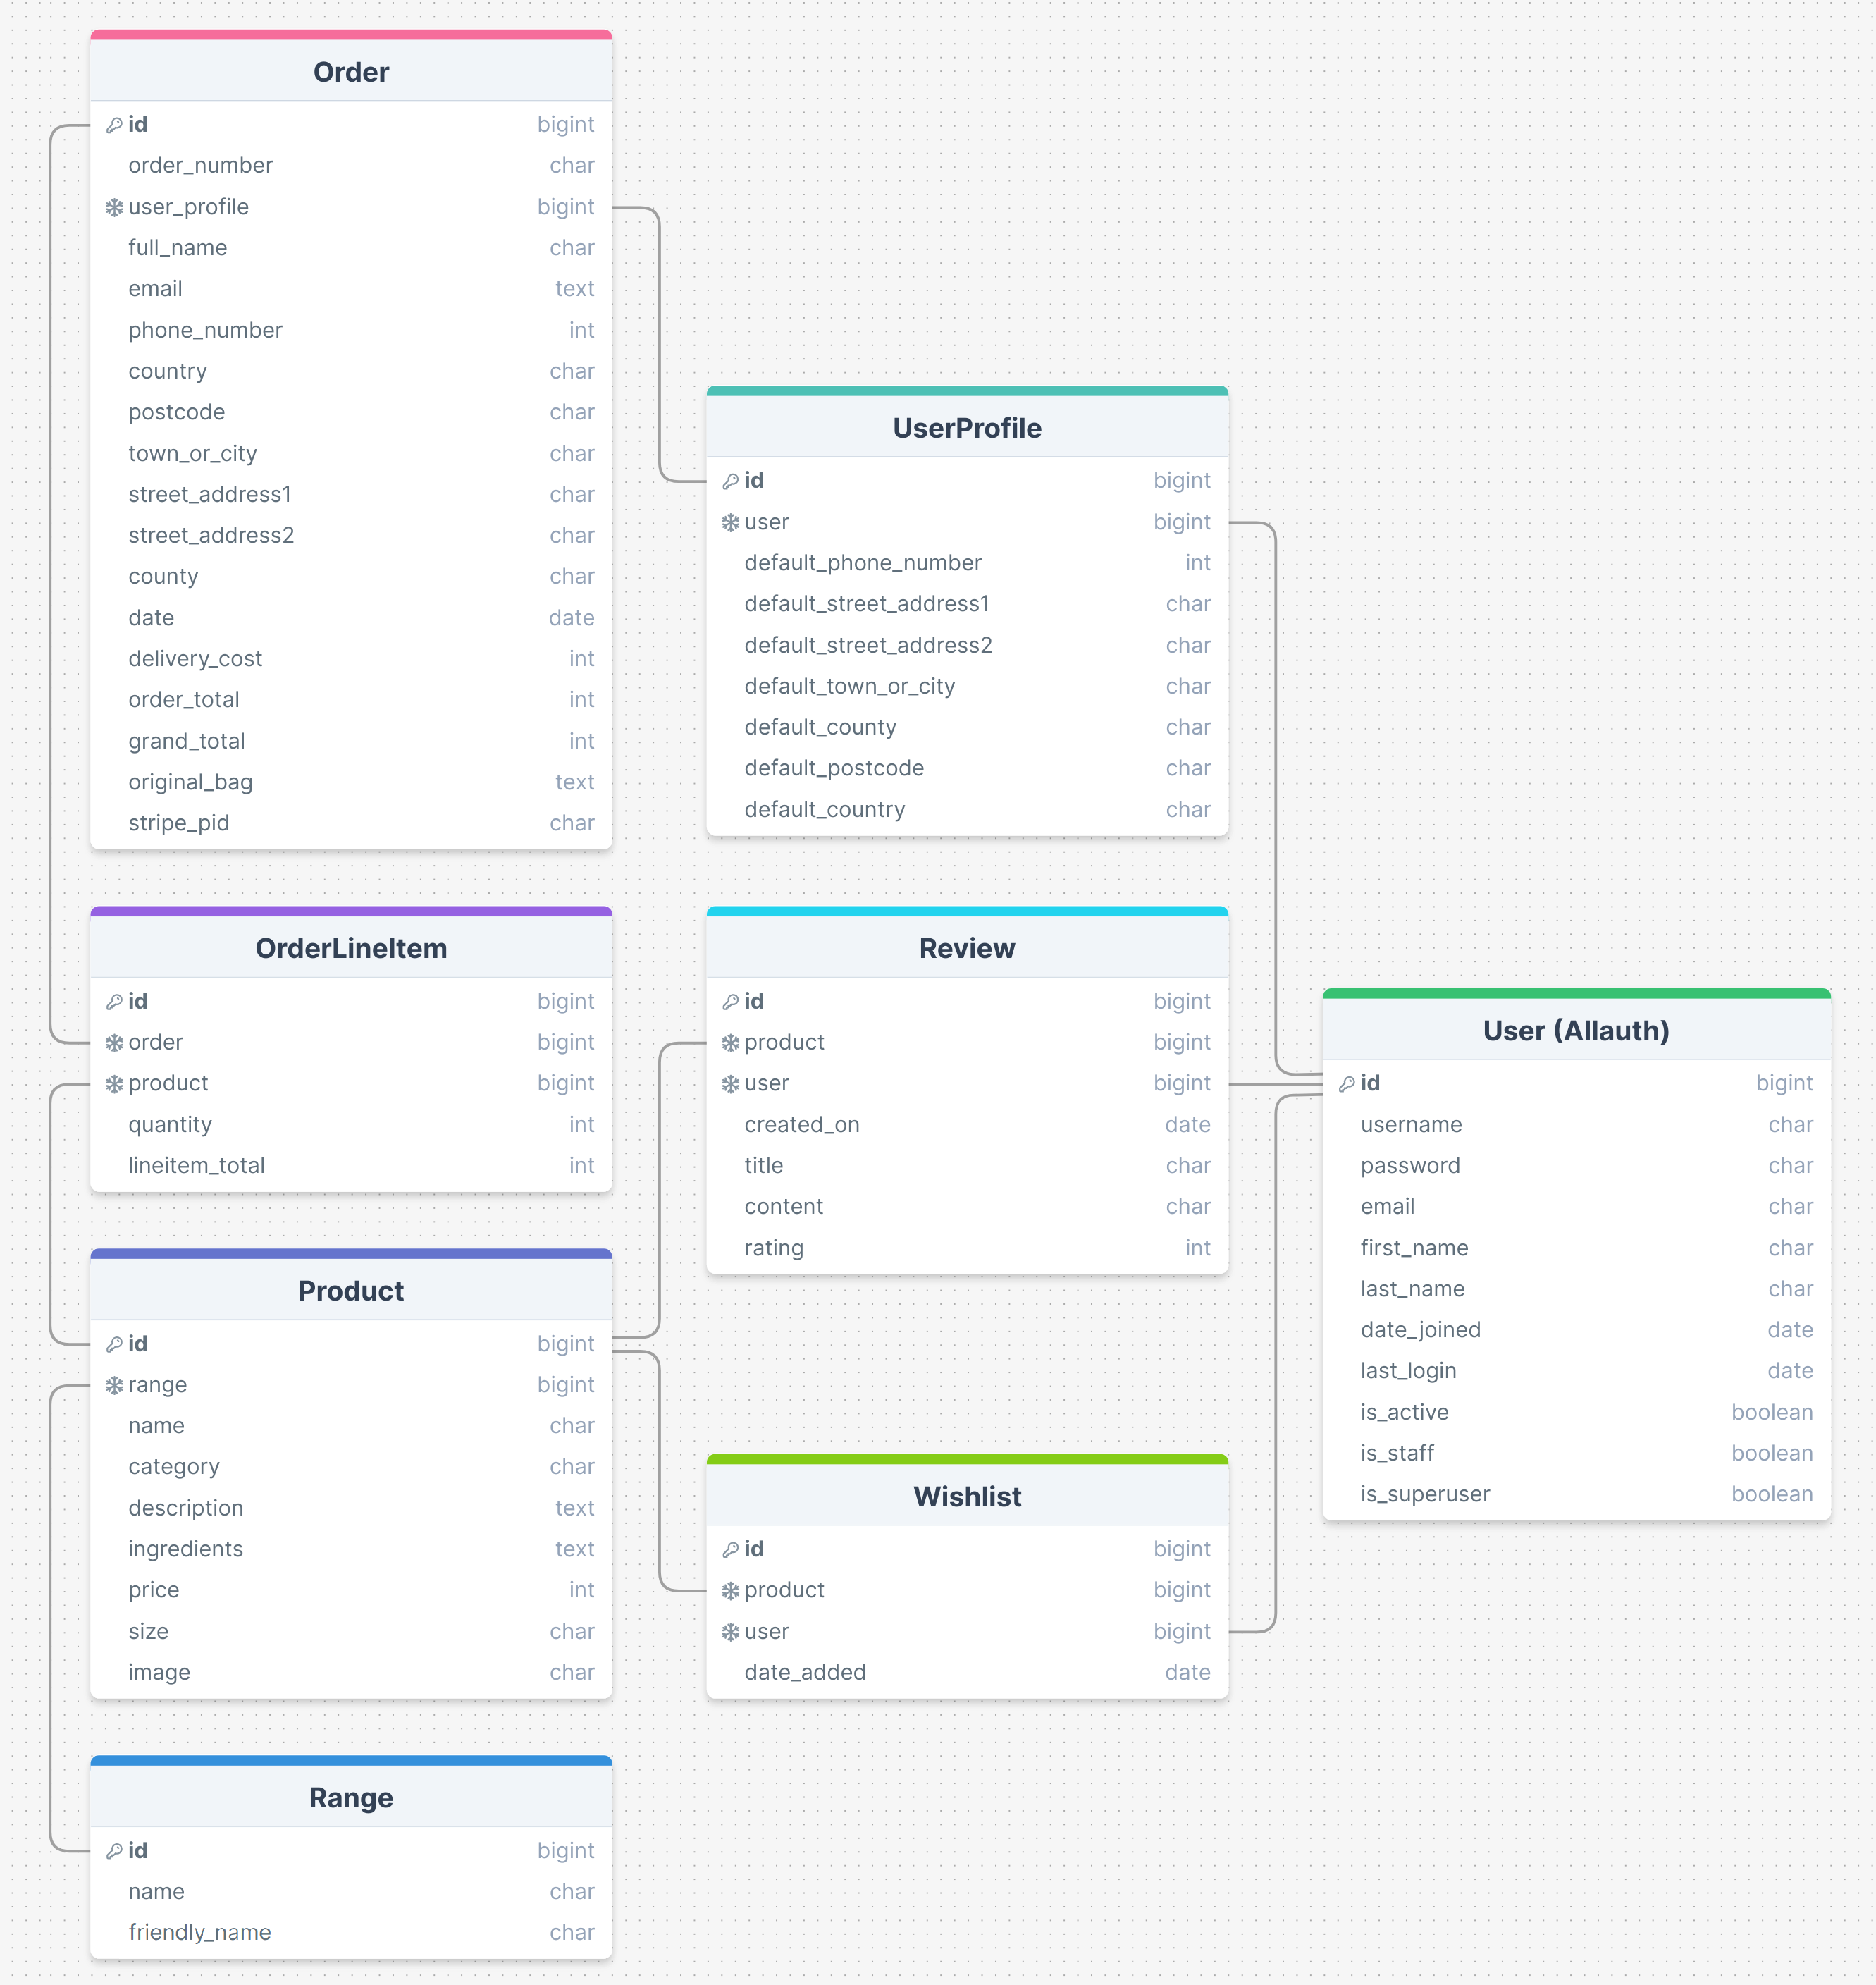 Order
id bigint
order_number char
user_profile bigint
full_name char
email text
phone_number int
country char
postcode char
town_or_city char
street_address1 char
street_address2 char
county char
date date
delivery_cost int
order_total int
grand_total int
original_bag text
stripe_pid char
UserProfile
id bigint
user bigint
default_phone_number int
default_street_address1 char
default_street_address2 char
default_town_or_city char
default_county char
default_postcode char
default_country char
OrderLineItem
id bigint
order bigint
product bigint
quantity int
lineitem_total int
Review
id bigint
product bigint
user bigint
created_on date
title char
content char
rating int
User (Allauth)
id bigint
username char
password char
email char
first_name char
last_name char
date_joined date
last_login date
is_active boolean
is_staff boolean
is_superuser boolean
Product
id bigint
range bigint
name char
category char
description text
ingredients text
price int
size char
image char
Wishlist
id bigint
product bigint
user bigint
date_added date
Range
id bigint
name char
friendly_name char